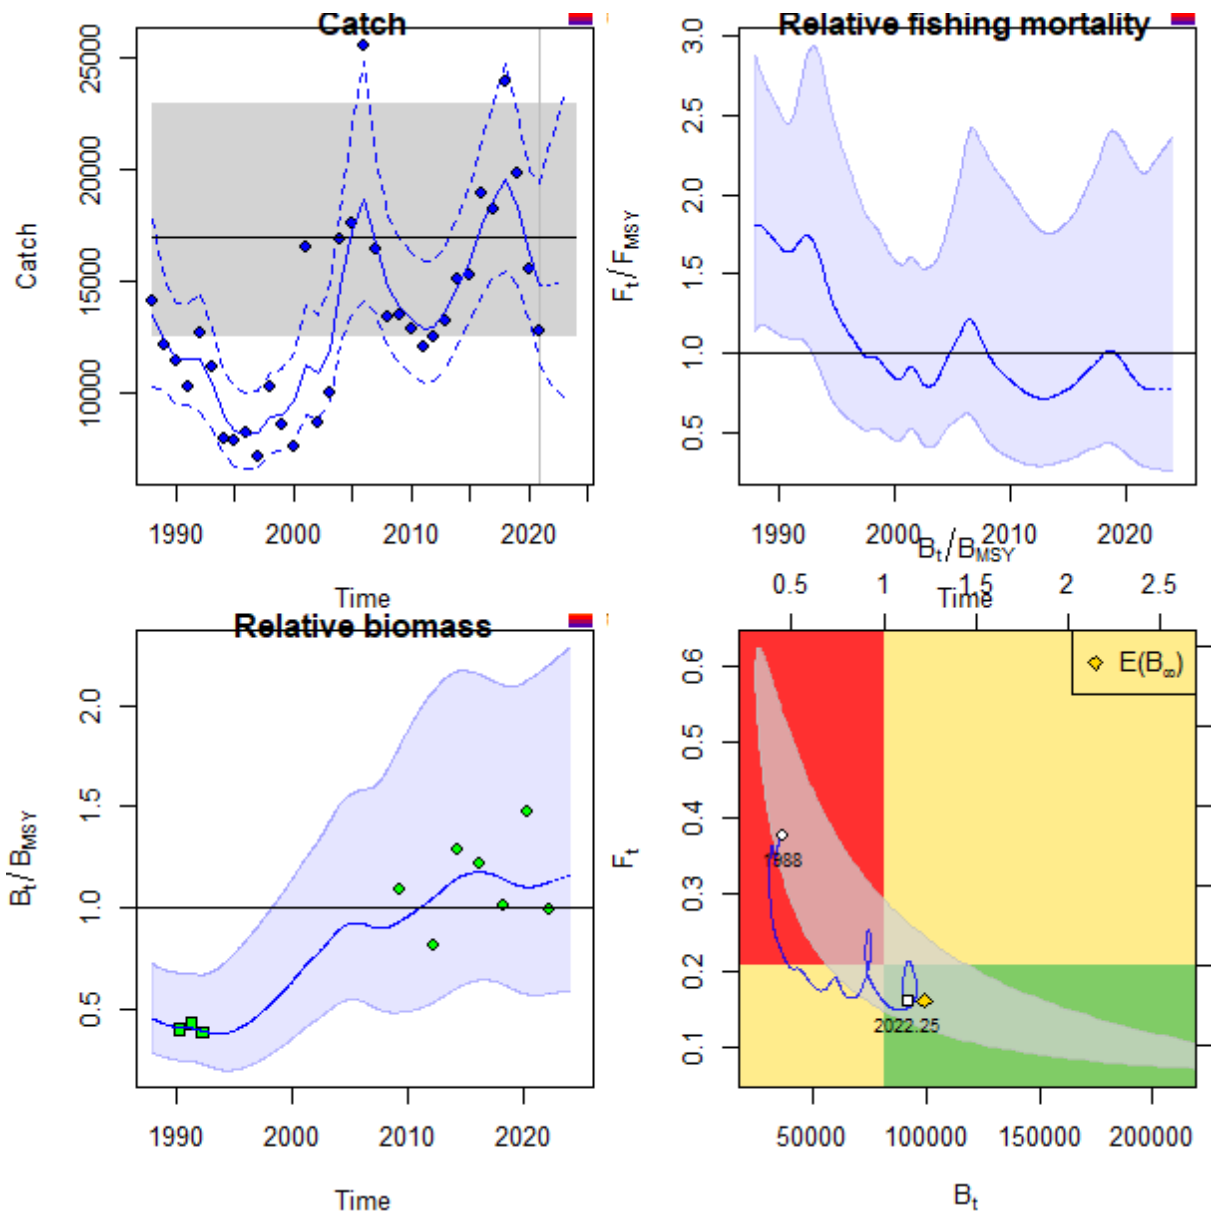 Catch
Catch
10000 15000 20000 25000
1990 2000 2010 2020
Time
Relative fishing mortality
Ft/FMSY
0.5 1.0 1.5 2.0 2.5 3.0
1990 2000 2010 2020
Time
Relative biomass
Bt/BMSY
0.5 1.0 1.5 2.0
1990 2000 2010 2020
Time
Bt/BMSY
0.5 1 1.5 2 2.5
Ft
0.1 0.2 0.3 0.4 0.5 0.6
E(B∞)
1988
2022.25
50000 100000 150000 200000
Bt